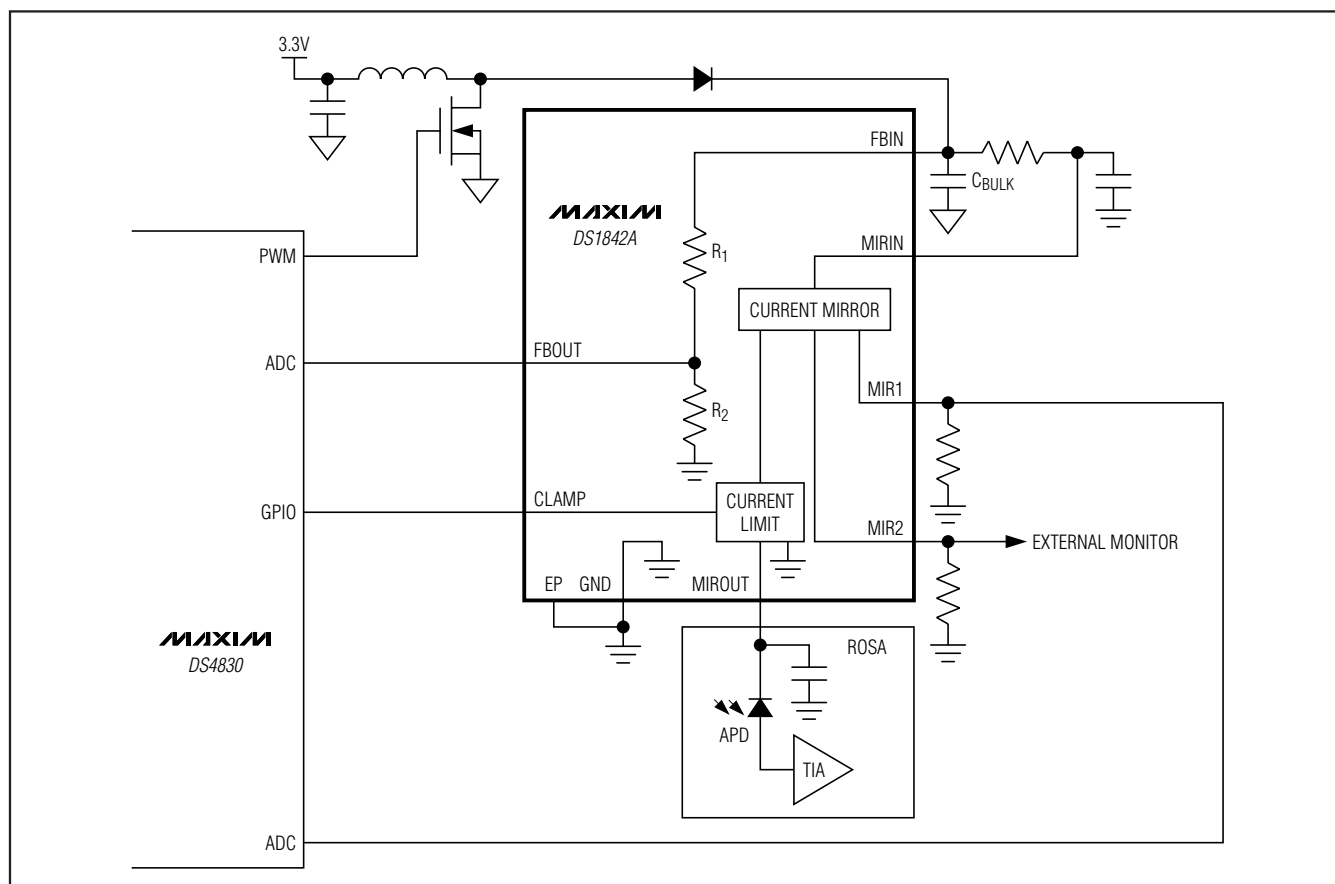 3.3V
FBIN
CBULK
MAXIM
DS1842A
R1
MIRIN
PWM
CURRENT MIRROR
ADC
FBOUT
MIR1
R2
CLAMP
GPIO
CURRENT
LIMIT
MIR2
EXTERNAL MONITOR
EP
GND
MIROUT
MAXIM
DS4830
ROSA
APD
TIA
ADC